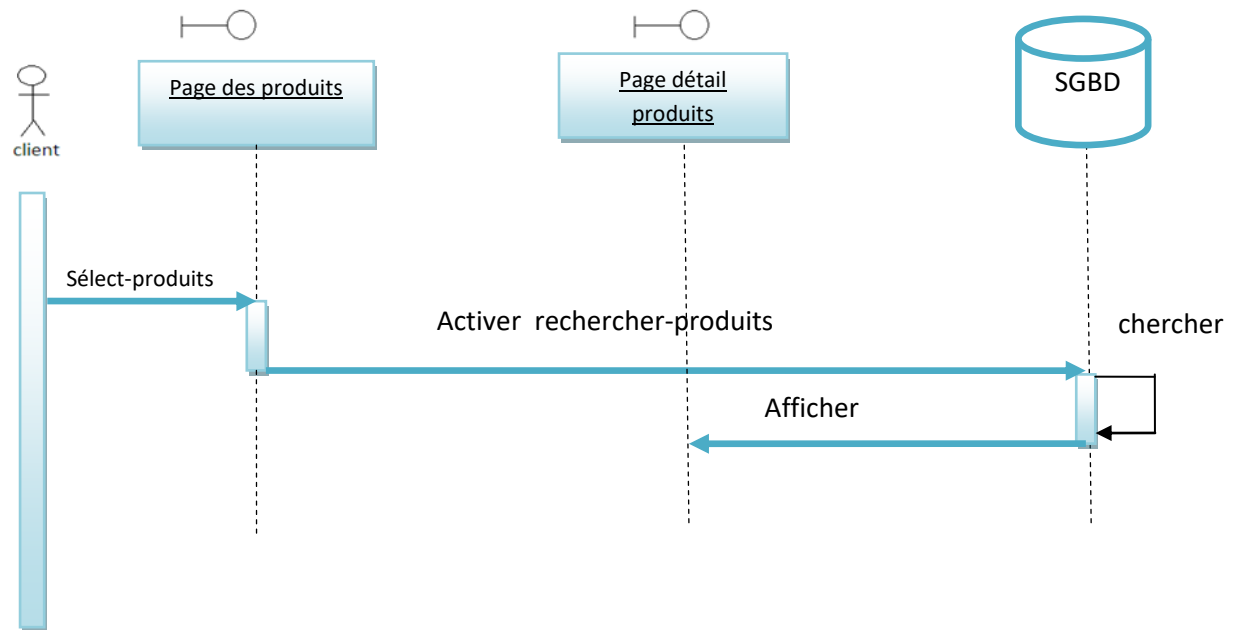 client
Page des produits
Page détail
produits
SGBD
Sélect-produits
Activer rechercher-produits
chercher
Afficher